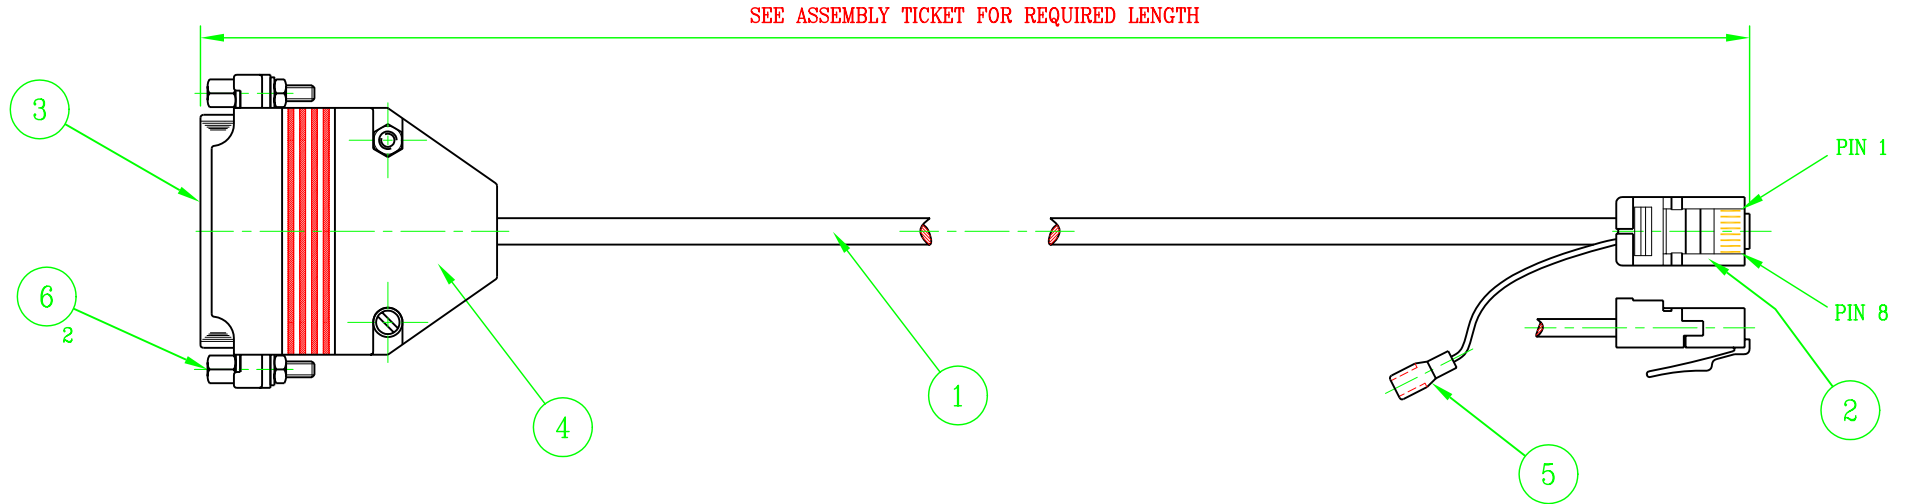 SEE ASSEMBLY TICKET FOR REQUIRED LENGTH
3
PIN 1
6
2
PIN 8
1
4
2
5